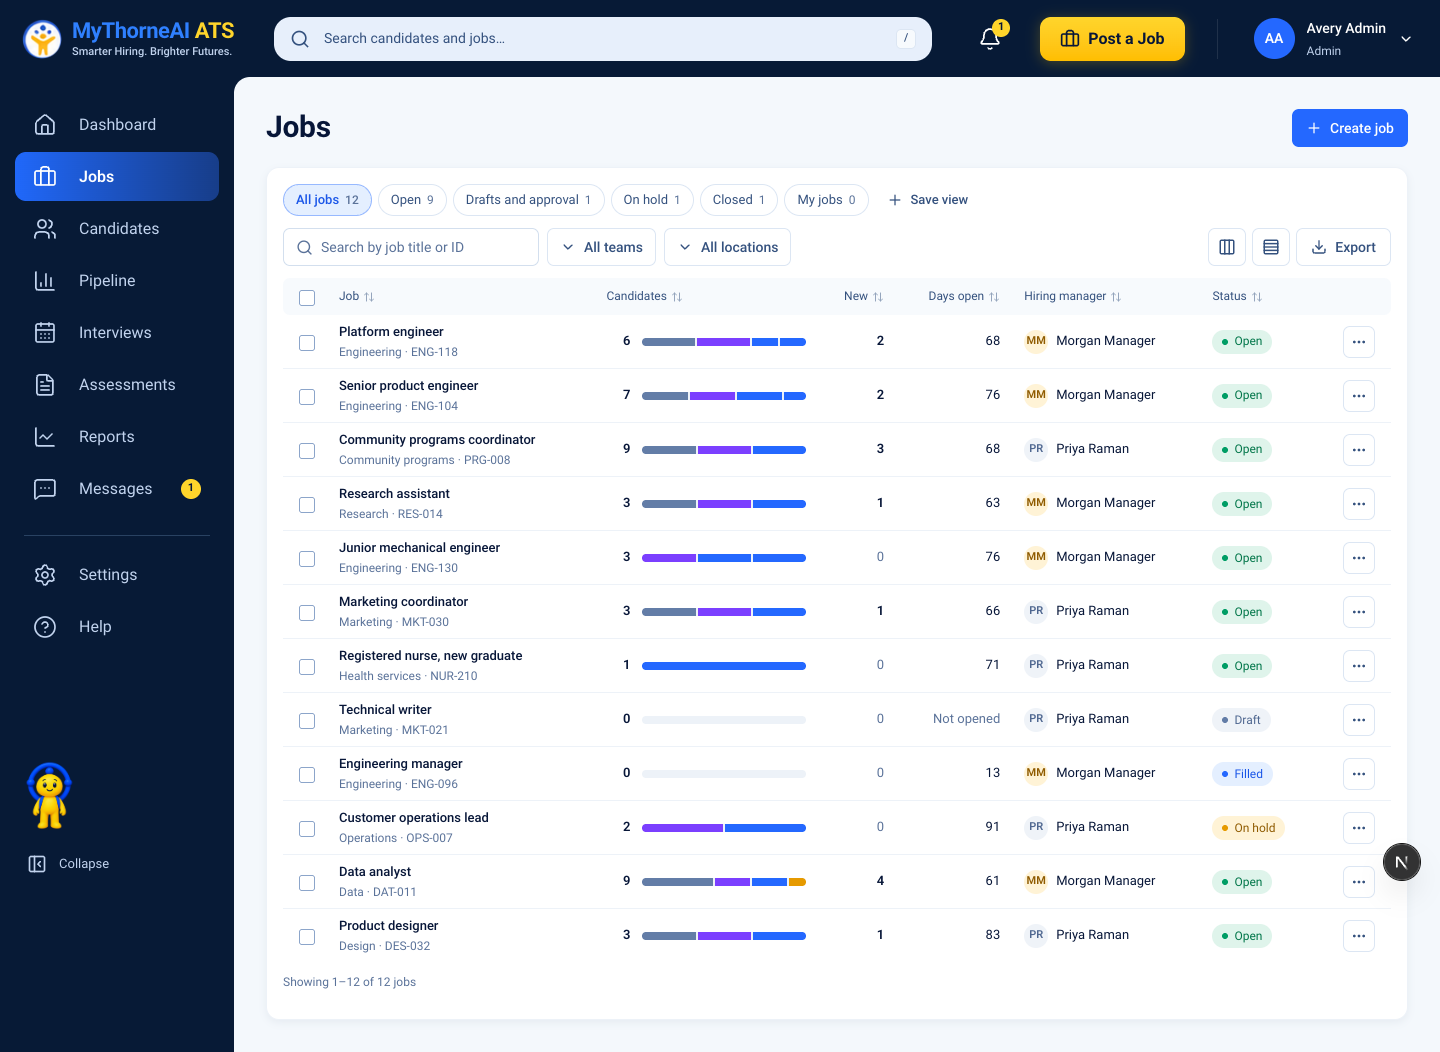 MyThorneAI ATS
Smarter Hiring. Brighter Futures.
Search candidates and jobs...
/
1
Post a Job
AA
Avery Admin
Admin
Dashboard
Jobs
Candidates
Pipeline
Interviews
Assessments
Reports
Messages 1
Settings
Help
Collapse
Jobs
Create job
All jobs 12
Open 9
Drafts and approval 1
On hold 1
Closed 1
My jobs 0
Save view
Search by job title or ID
All teams
All locations
Export
Job Candidates New Days open Hiring manager Status
Platform engineer
Engineering · ENG-118
6 2 68 MM Morgan Manager Open
Senior product engineer
Engineering · ENG-104
7 2 76 MM Morgan Manager Open
Community programs coordinator
Community programs · PRG-008
9 3 68 PR Priya Raman Open
Research assistant
Research · RES-014
3 1 63 MM Morgan Manager Open
Junior mechanical engineer
Engineering · ENG-130
3 0 76 MM Morgan Manager Open
Marketing coordinator
Marketing · MKT-030
3 1 66 PR Priya Raman Open
Registered nurse, new graduate
Health services · NUR-210
1 0 71 PR Priya Raman Open
Technical writer
Marketing · MKT-021
0 0 Not opened PR Priya Raman Draft
Engineering manager
Engineering · ENG-096
0 0 13 MM Morgan Manager Filled
Customer operations lead
Operations · OPS-007
2 0 91 PR Priya Raman On hold
Data analyst
Data · DAT-011
9 4 61 MM Morgan Manager Open
Product designer
Design · DES-032
3 1 83 PR Priya Raman Open
Showing 1–12 of 12 jobs
N